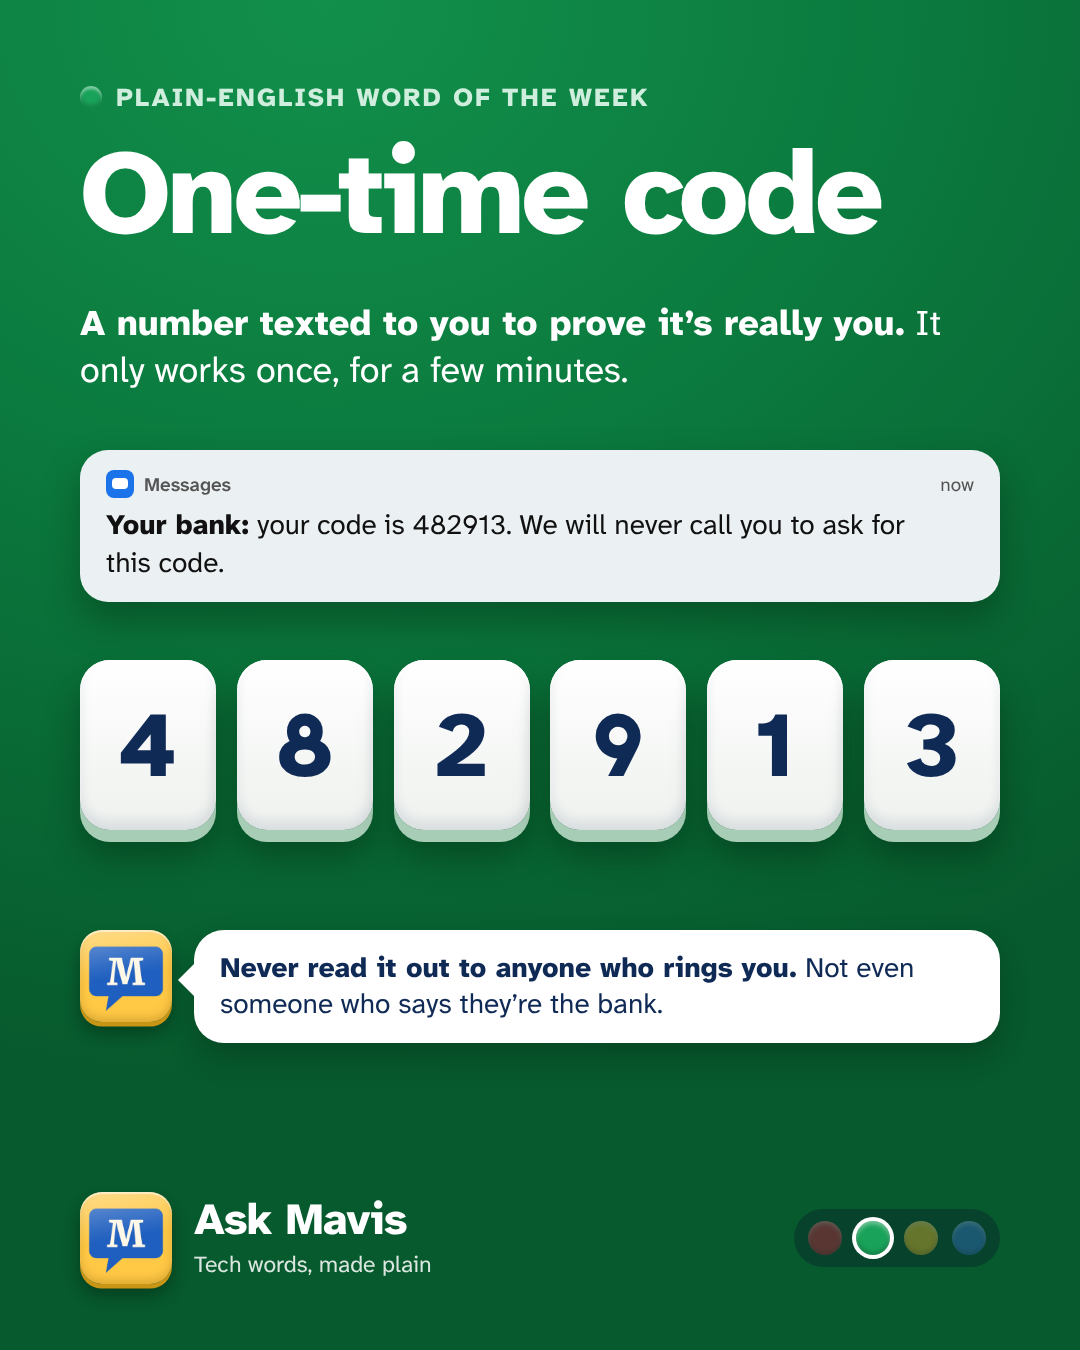 PLAIN-ENGLISH WORD OF THE WEEK
One-time code
A number texted to you to prove it’s really you. It
only works once, for a few minutes.
Messages
now
Your bank: your code is 482913. We will never call you to ask for
this code.
4 8 2 9 1 3
M
Never read it out to anyone who rings you. Not even
someone who says they’re the bank.
M
Ask Mavis
Tech words, made plain